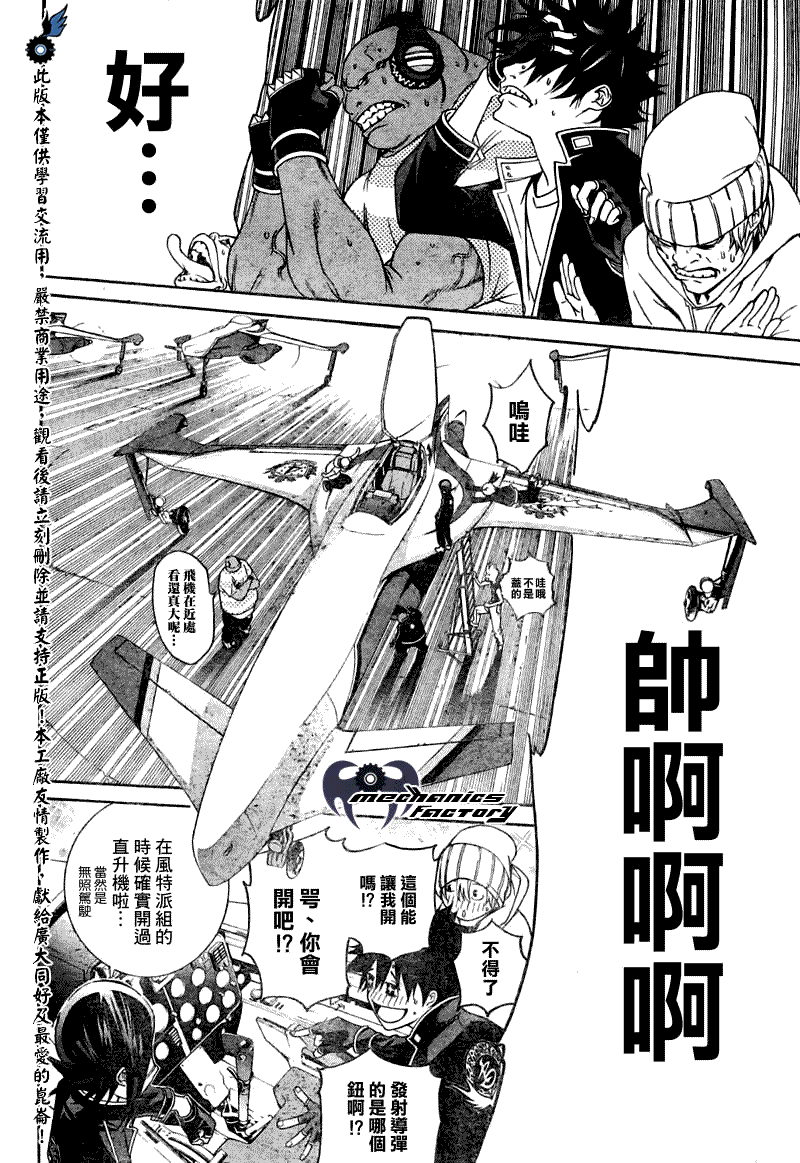 好…
嗚哇
哇哦
不是
蓋的
飛機在近處
看還真大呢…
帥啊啊啊
不得了
這個能
讓我開
嗎!?
咢、你會
開吧!?
發射導彈
的是哪個
鈕啊!?
在風特派組的
時候確實開過
直升機啦…
當然是
無照駕駛
mechanics
factory
此版本僅供學習交流用，嚴禁商業用途…觀看後請立刻刪除並請支持正版！本工廠友情製作，獻給廣大同好及最愛的崑崙！